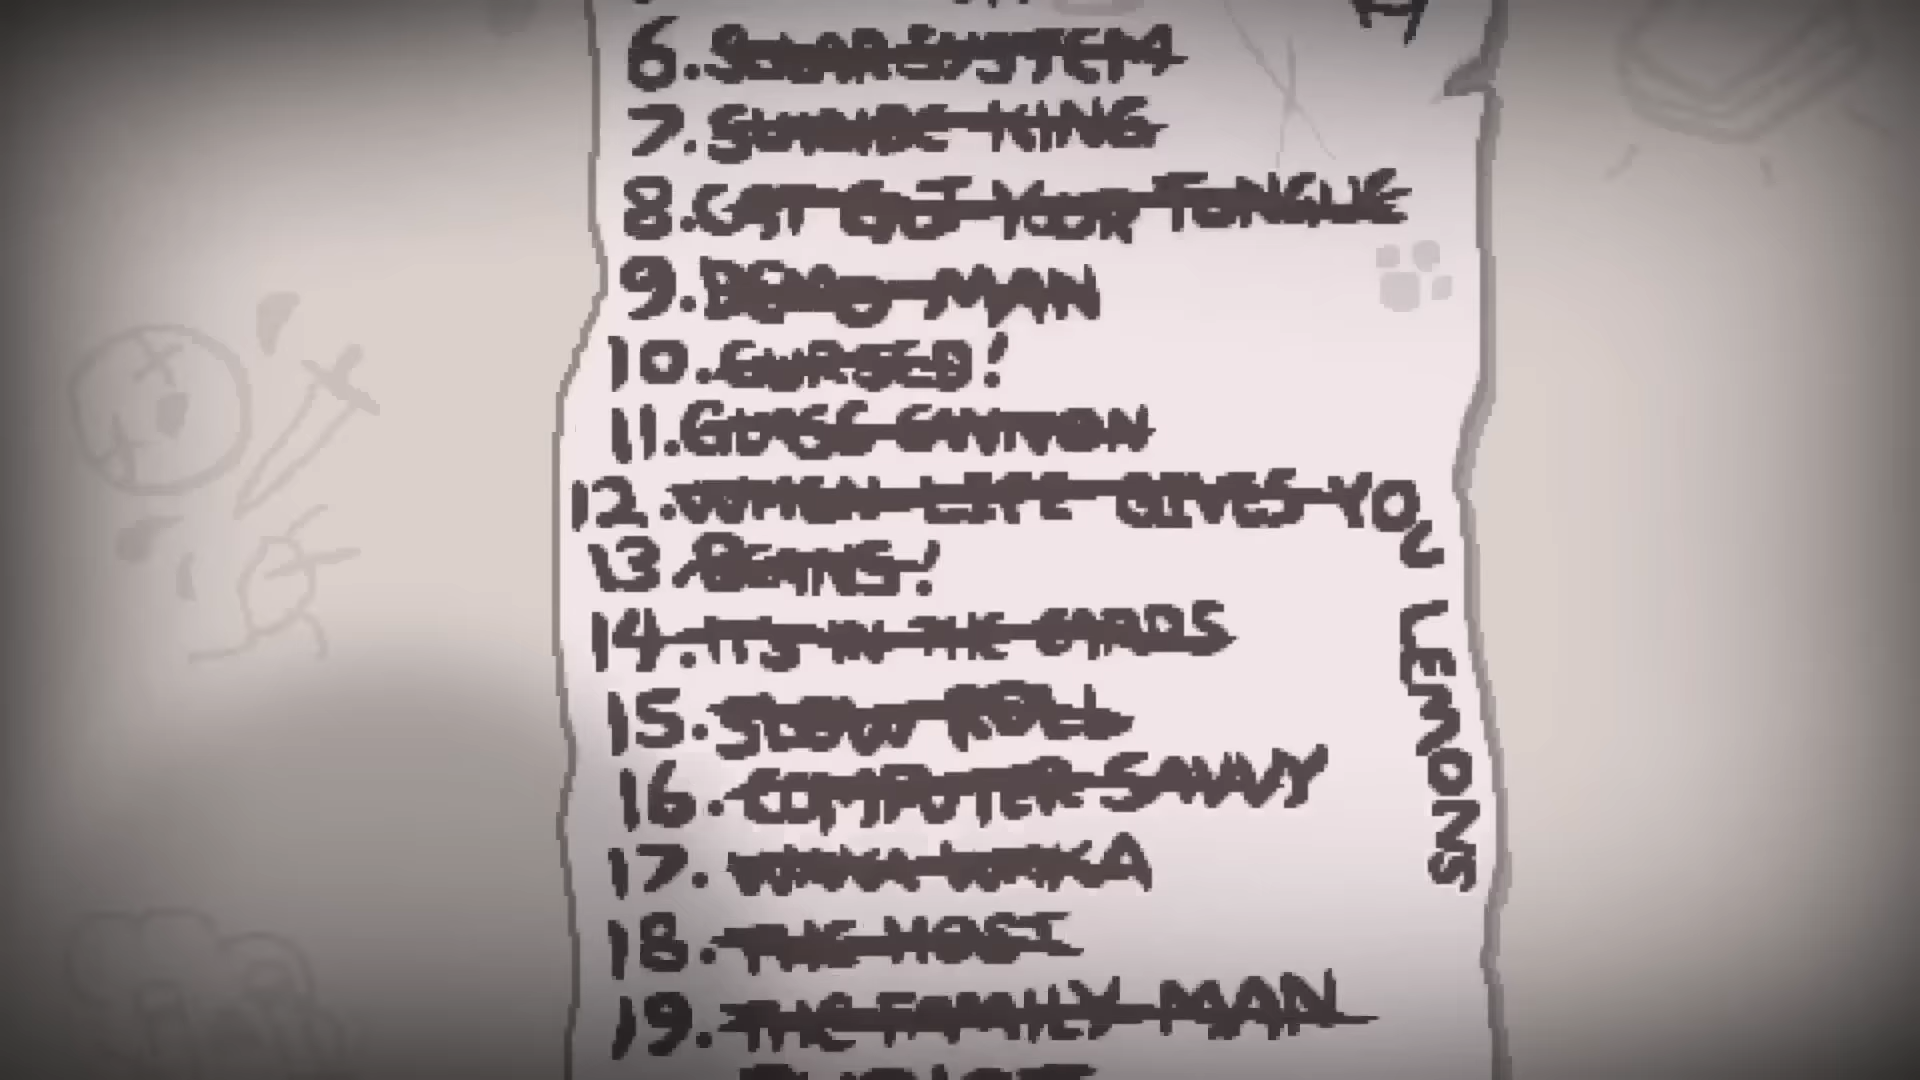 6. SOLAR SYSTEM
7. SUICIDE KING
8. CAT GOT YOUR TONGUE
9. DEMO MAN
10. CURSED!
11. GLASS CANNON
12. WHEN LIFE GIVES YOU LEMONS
13. BEANS!
14. ITS IN THE CARDS
15. SLOW ROLL
16. COMPUTER SAVVY
17. WAKA WAKA
18. THE HOST
19. THE FAMILY MAN
PURIST